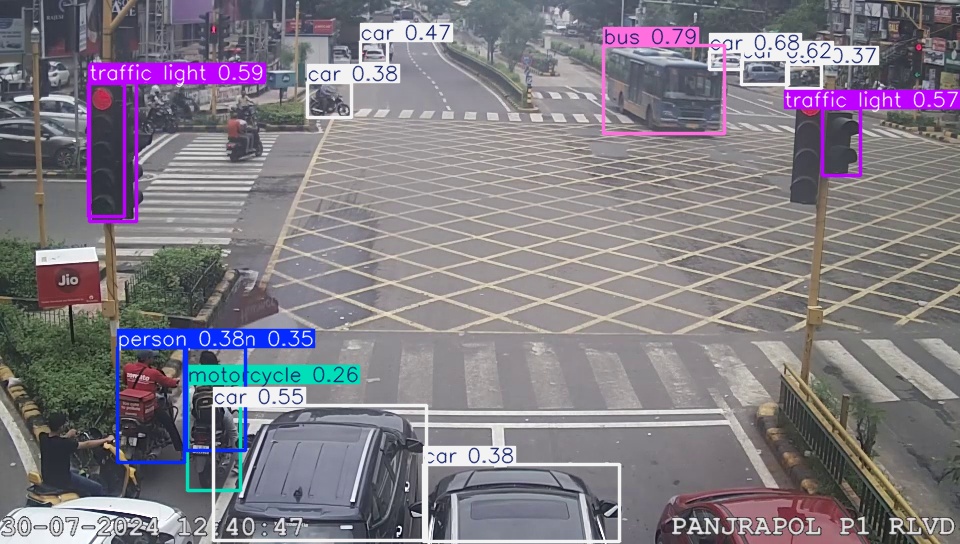 car 0.47
bus 0.79
car 0.68
0.62
0.37
traffic light 0.59
car 0.38
traffic light 0.57
Jio
person 0.38
n 0.35
motorcycle 0.26
car 0.55
car 0.38
30-07-2024 12:40:47
PANJRAPOL P1 RLVD